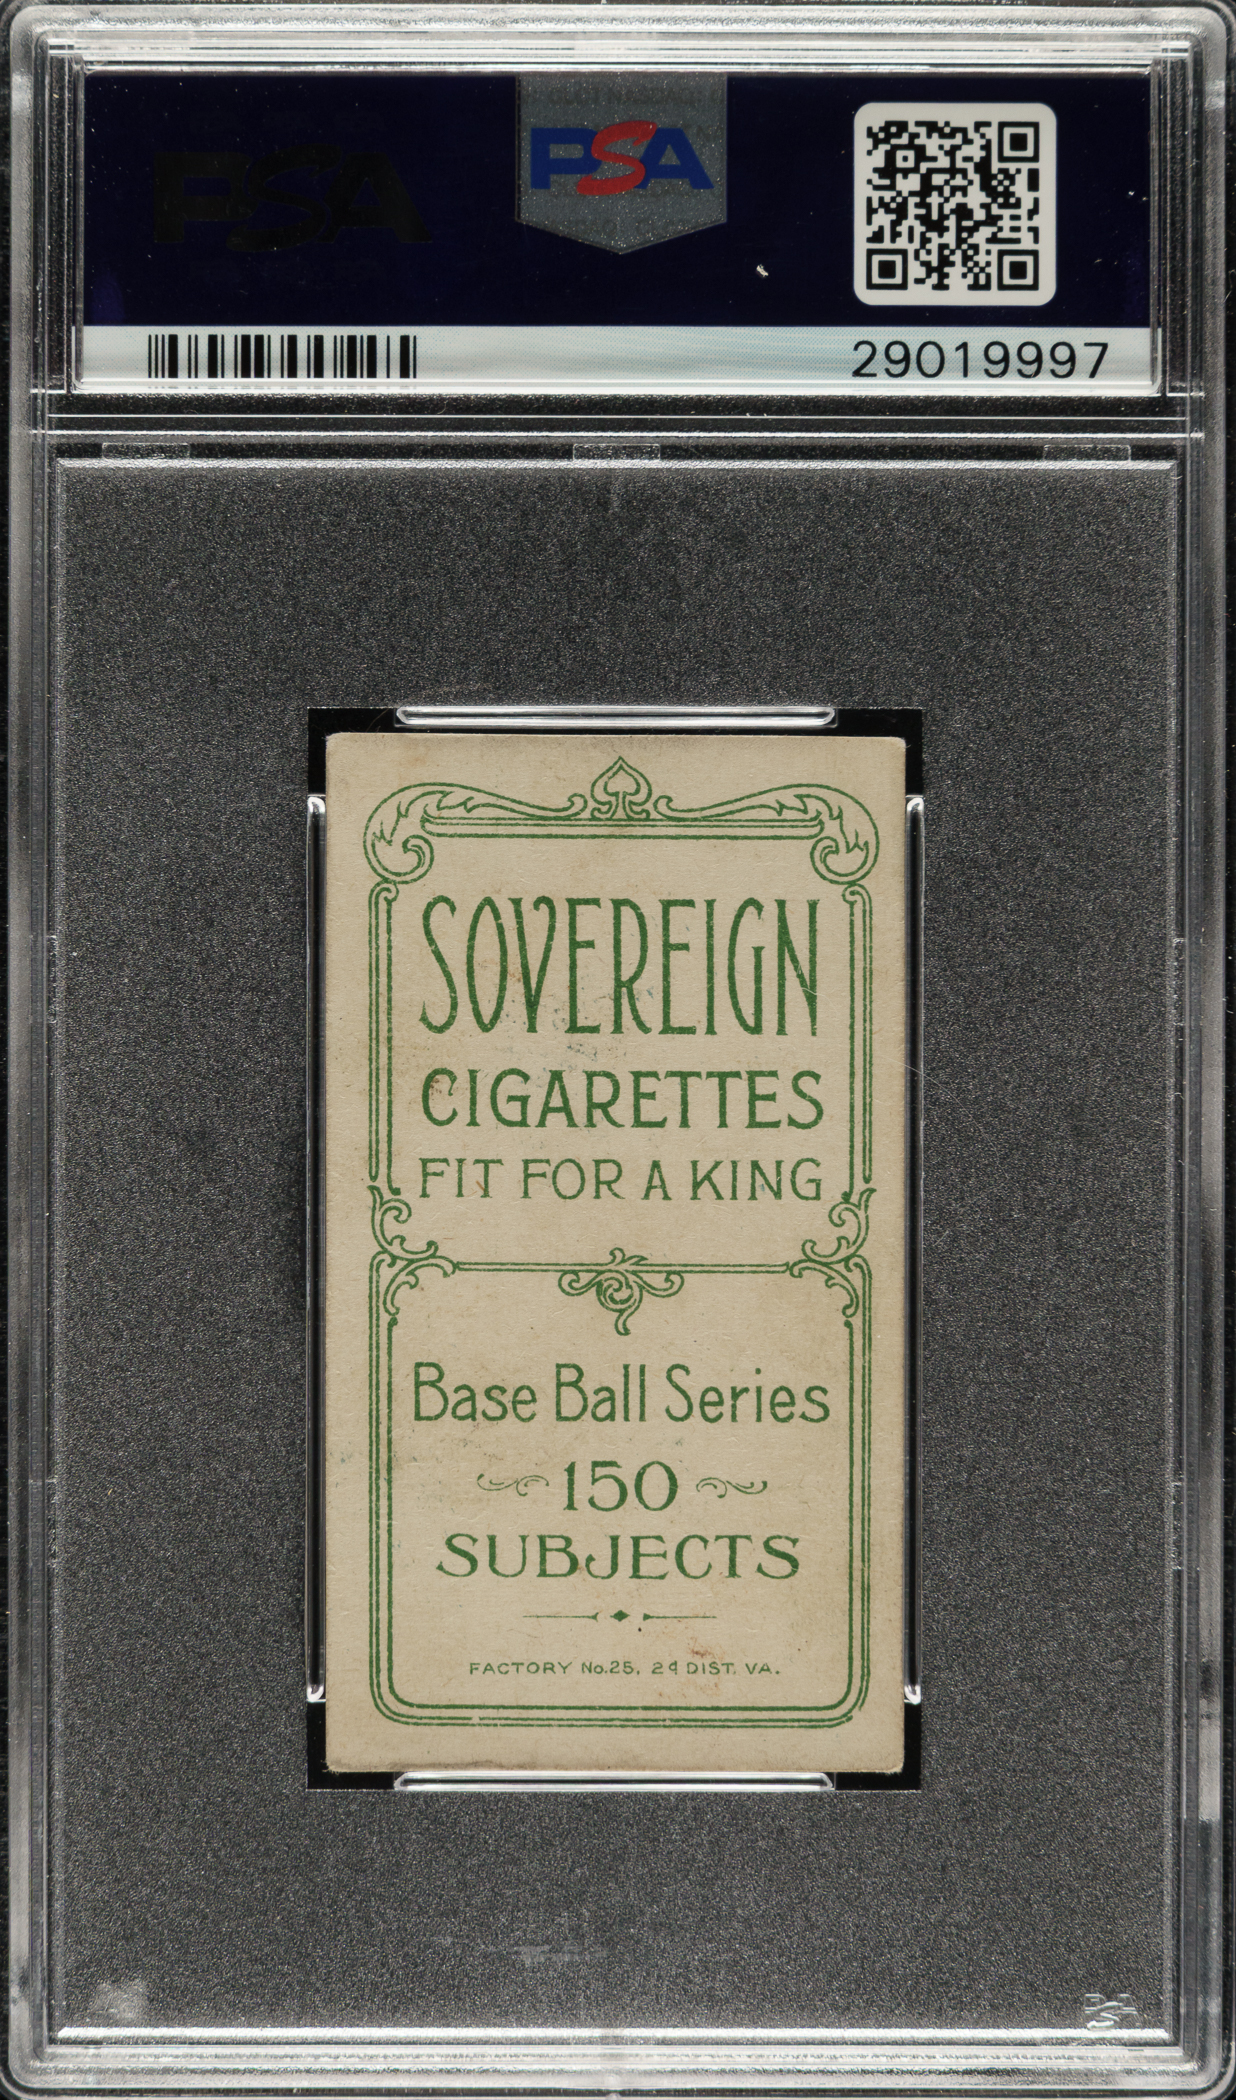 PSA
PSA
29019997
SOVEREIGN
CIGARETTES
FIT FOR A KING
Base Ball Series
150
SUBJECTS
FACTORY No.25, 2d DIST. VA.
PSA